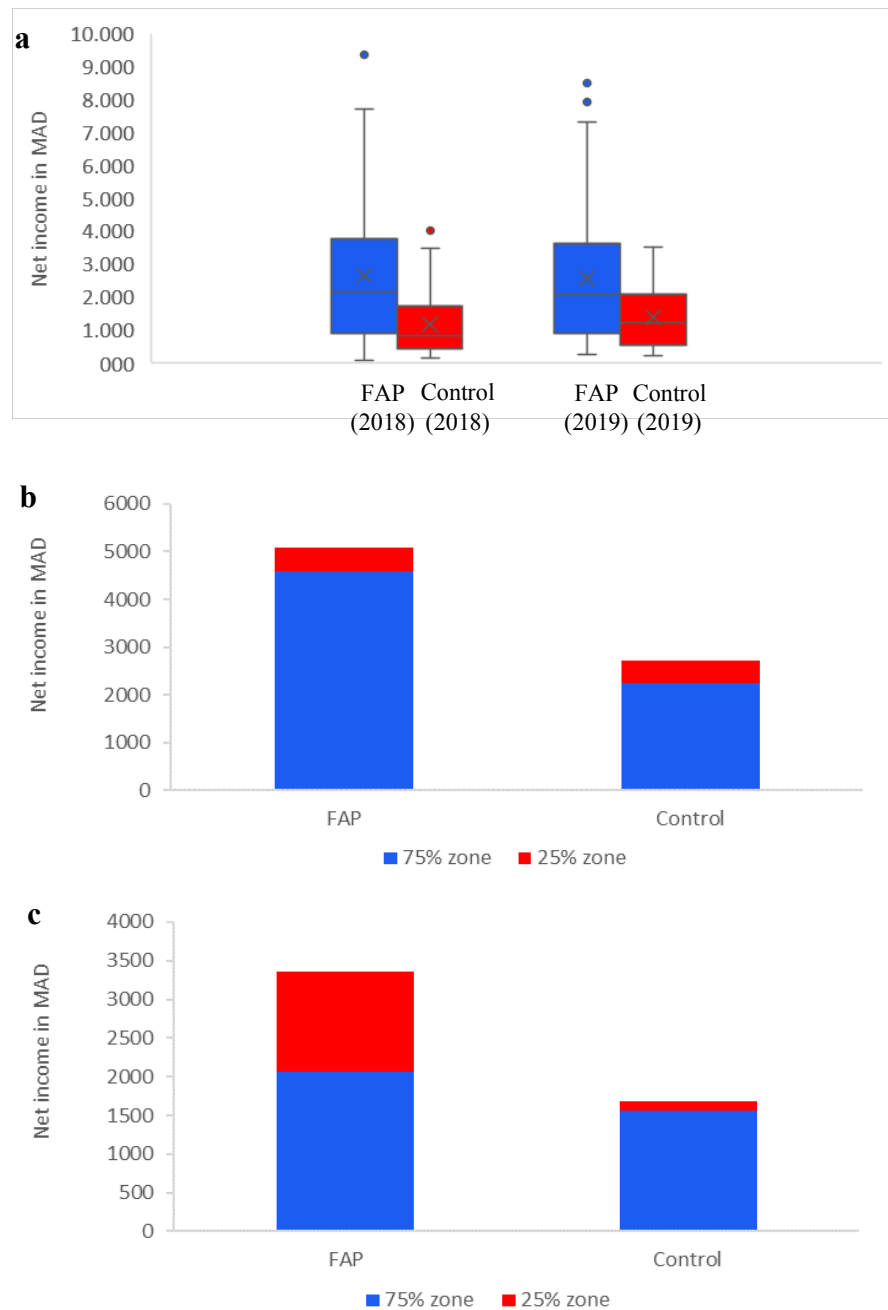 a
Net income in MAD
10.000
9.000
8.000
7.000
6.000
5.000
4.000
3.000
2.000
1.000
000
FAP Control FAP Control
(2018) (2018) (2019) (2019)
b
Net income in MAD
6000
5000
4000
3000
2000
1000
0
FAP Control
75% zone 25% zone
c
Net income in MAD
4000
3500
3000
2500
2000
1500
1000
500
0
FAP Control
75% zone 25% zone